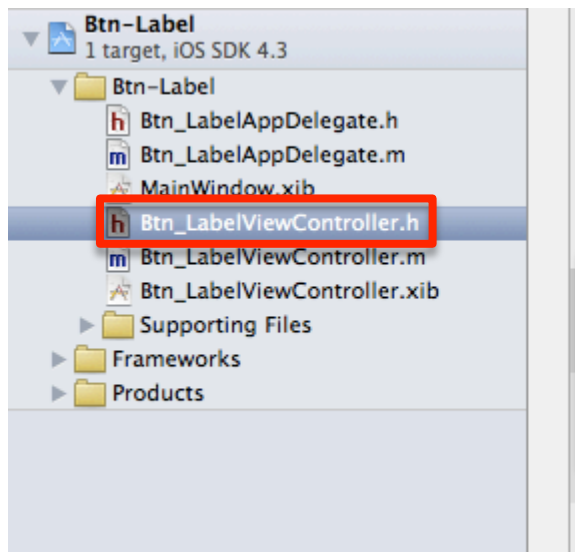 Btn-Label
1 target, iOS SDK 4.3
Btn-Label
h Btn_LabelAppDelegate.h
m Btn_LabelAppDelegate.m
MainWindow.xib
h Btn_LabelViewController.h
m Btn_LabelViewController.m
Btn_LabelViewController.xib
Supporting Files
Frameworks
Products